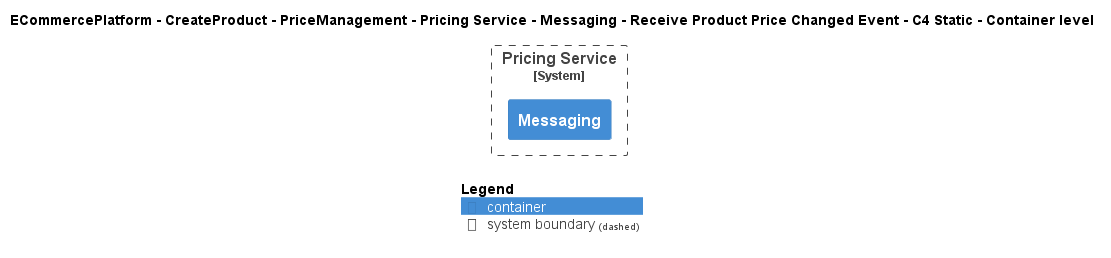 ECommercePlatform - CreateProduct - PriceManagement - Pricing Service - Messaging - Receive Product Price Changed Event - C4 Static - Container level
Pricing Service
[System]
Messaging
Legend
container
system boundary (dashed)